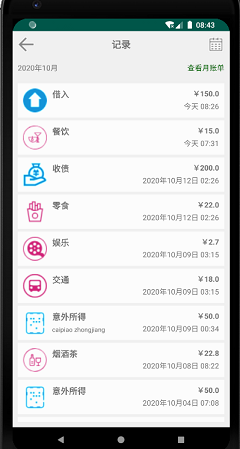 08:43
记录
2020年10月 查看月账单
借入 ￥150.0
今天 08:26
餐饮 ￥15.0
今天 07:31
收债 ￥200.0
2020年10月12日 02:26
零食 ￥22.0
2020年10月12日 02:26
娱乐 ￥2.7
2020年10月09日 03:15
交通 ￥18.0
2020年10月09日 03:15
意外所得 ￥50.0
caipiao zhongjiang 2020年10月09日 00:34
烟酒茶 ￥22.8
2020年10月08日 08:22
意外所得 ￥50.0
2020年10月04日 07:08